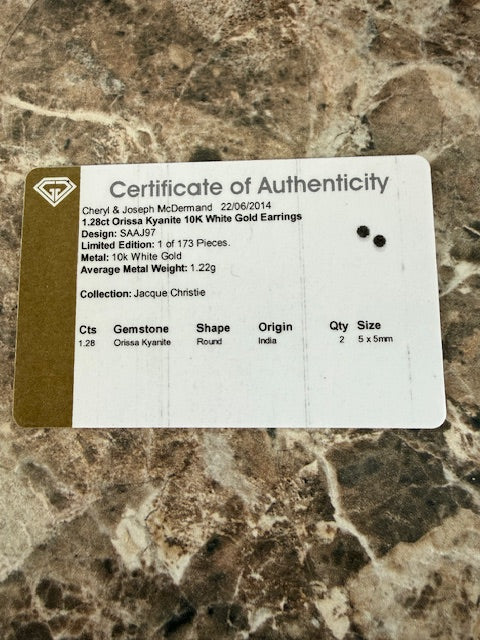 Certificate of Authenticity
Cheryl & Joseph McDermand 22/06/2014
1.28ct Orissa Kyanite 10K White Gold Earrings
Design: SAAJ97
Limited Edition: 1 of 173 Pieces.
Metal: 10k White Gold
Average Metal Weight: 1.22g
Collection: Jacque Christie
Cts Gemstone Shape Origin Qty Size
1.28 Orissa Kyanite Round India 2 5 x 5mm